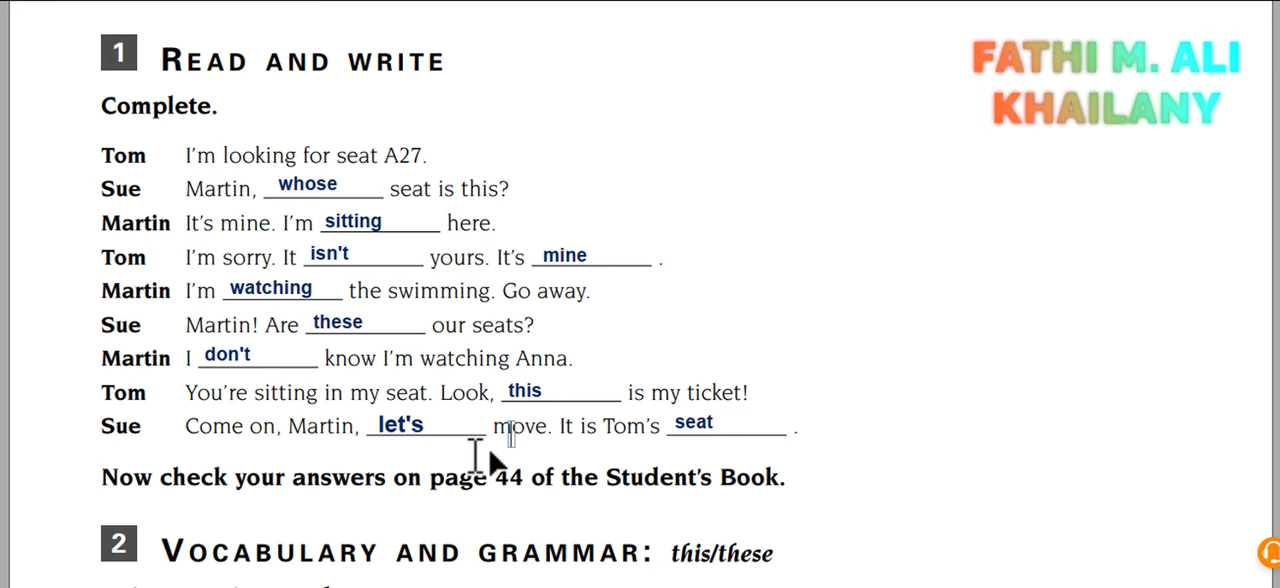 1 READ AND WRITE
FATHI M. ALI
KHAILANY
Complete.
Tom I'm looking for seat A27.
Sue Martin, whose seat is this?
Martin It's mine. I'm sitting here.
Tom I'm sorry. It isn't yours. It's mine .
Martin I'm watching the swimming. Go away.
Sue Martin! Are these our seats?
Martin I don't know I'm watching Anna.
Tom You're sitting in my seat. Look, this is my ticket!
Sue Come on, Martin, let's move. It is Tom's seat .
Now check your answers on page 44 of the Student's Book.
2 VOCABULARY AND GRAMMAR: this/these